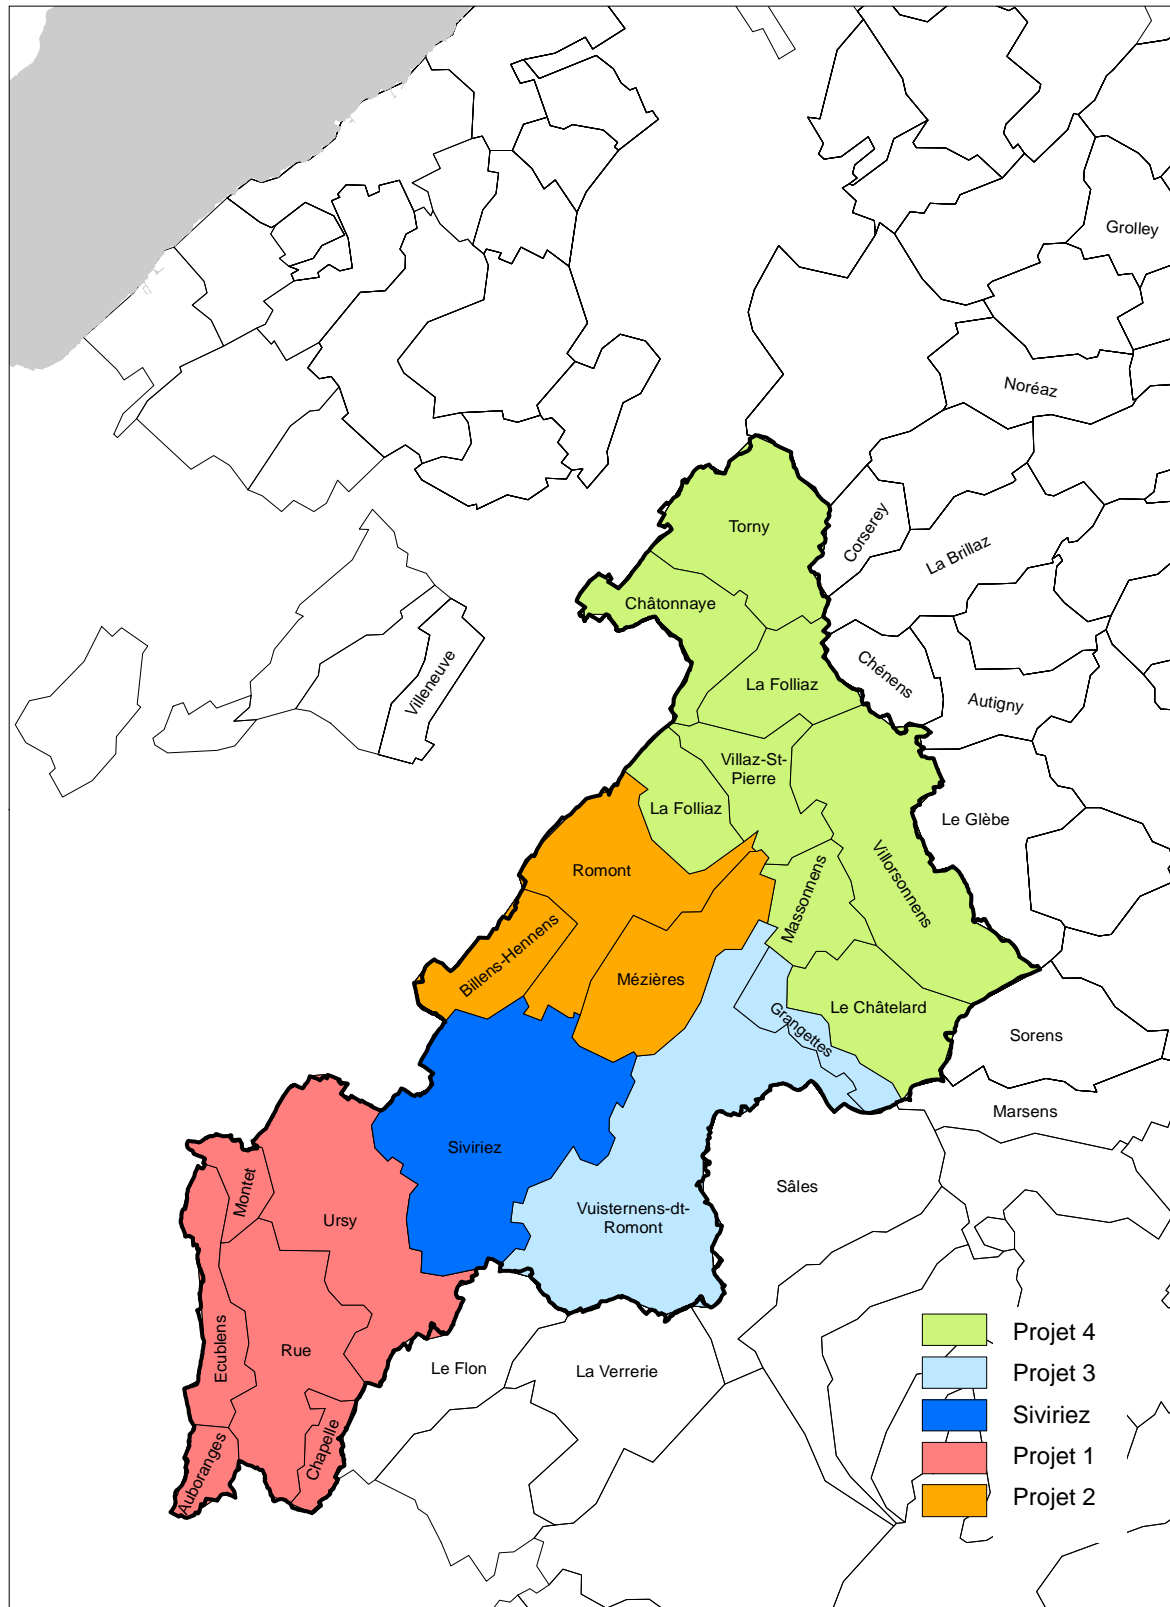 Grolley
Noréaz
Torny
Corserey
La Brillaz
Châtonnaye
Villeneuve
La Folliaz
Chénens
Autigny
Villaz-St-
Pierre
La Folliaz
Le Glèbe
Romont
Massonnens
Villorsonnens
Billens-Hennens
Mézières
Le Châtelard
Grangettes
Sorens
Marsens
Siviriez
Sâles
Montet
Ursy
Vuisternens-dt-
Romont
Ecublens
Rue
Le Flon
La Verrerie
Chapelle
Auboranges
Projet 4
Projet 3
Siviriez
Projet 1
Projet 2